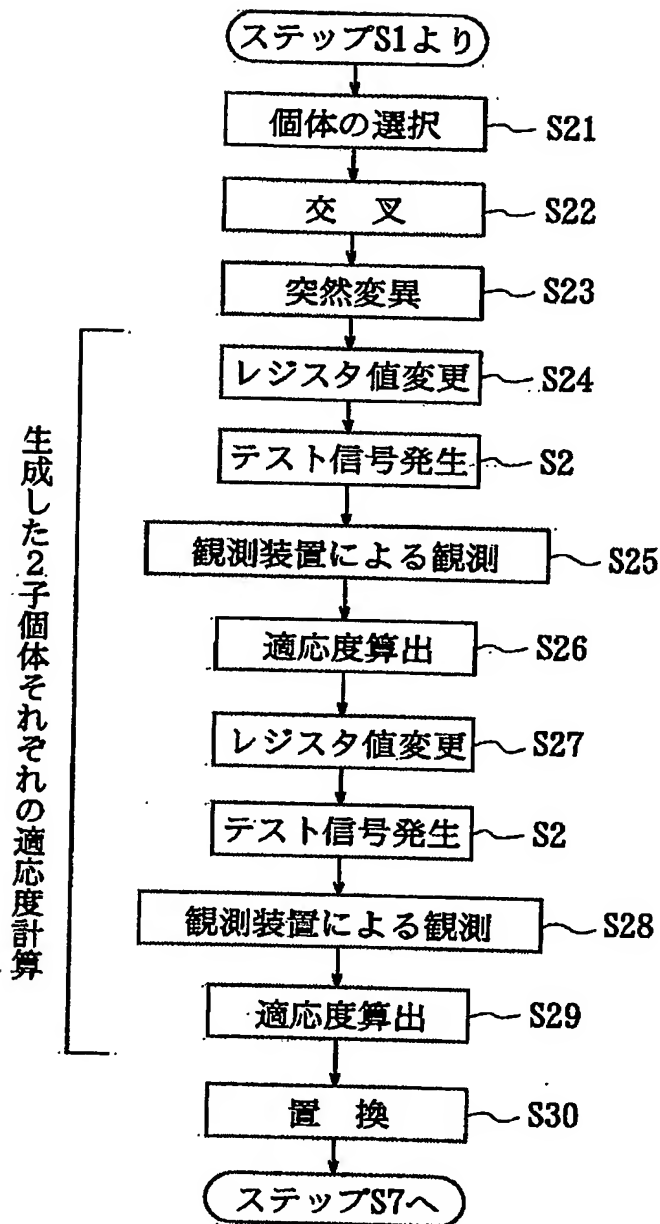 ステップS1より
個体の選択 S21
交 叉 S22
突然変異 S23
レジスタ値変更 S24
テスト信号発生 S2
観測装置による観測 S25
適応度算出 S26
レジスタ値変更 S27
テスト信号発生 S2
観測装置による観測 S28
適応度算出 S29
置 換 S30
ステップS7へ
生成した2子個体それぞれの適応度計算